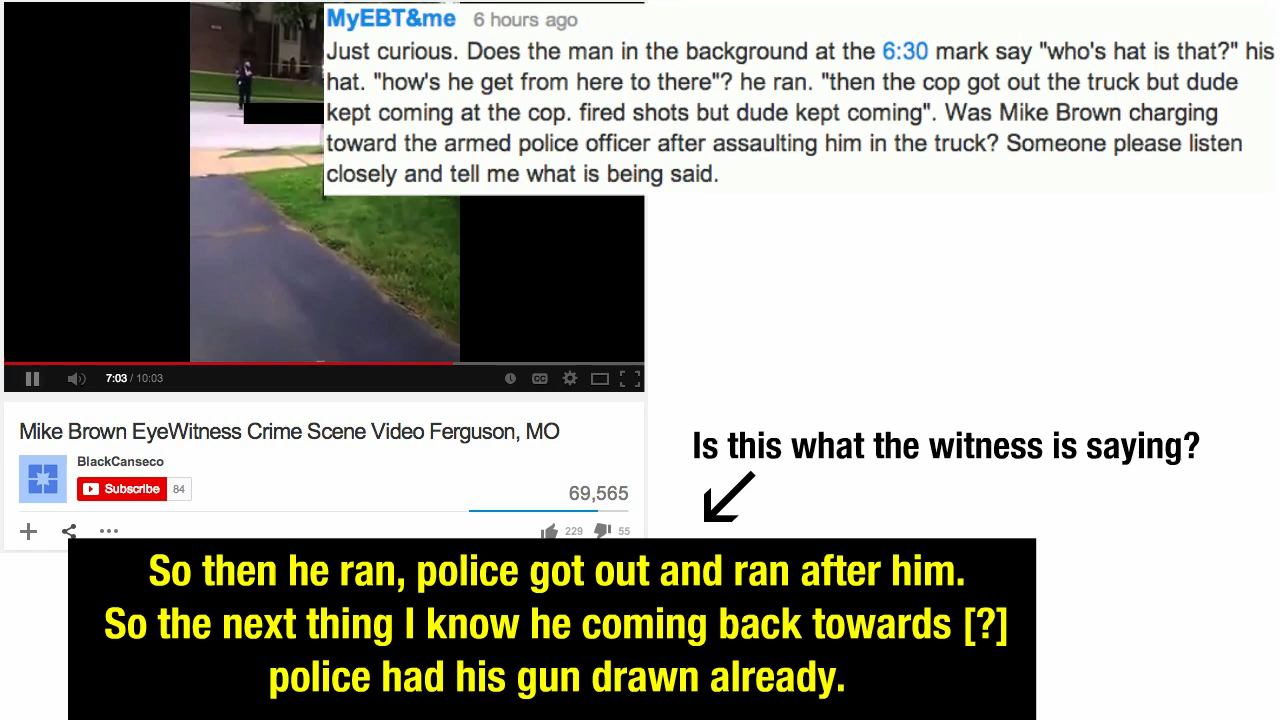 MyEBT&me 6 hours ago
Just curious. Does the man in the background at the 6:30 mark say "who's hat is that?" his
hat. "how's he get from here to there"? he ran. "then the cop got out the truck but dude
kept coming at the cop. fired shots but dude kept coming". Was Mike Brown charging
toward the armed police officer after assaulting him in the truck? Someone please listen
closely and tell me what is being said.
7:03 / 10:03
CC
Mike Brown EyeWitness Crime Scene Video Ferguson, MO
BlackCanseco
Subscribe 84
69,565
229 55
Is this what the witness is saying?
So then he ran, police got out and ran after him.
So the next thing I know he coming back towards [?]
police had his gun drawn already.